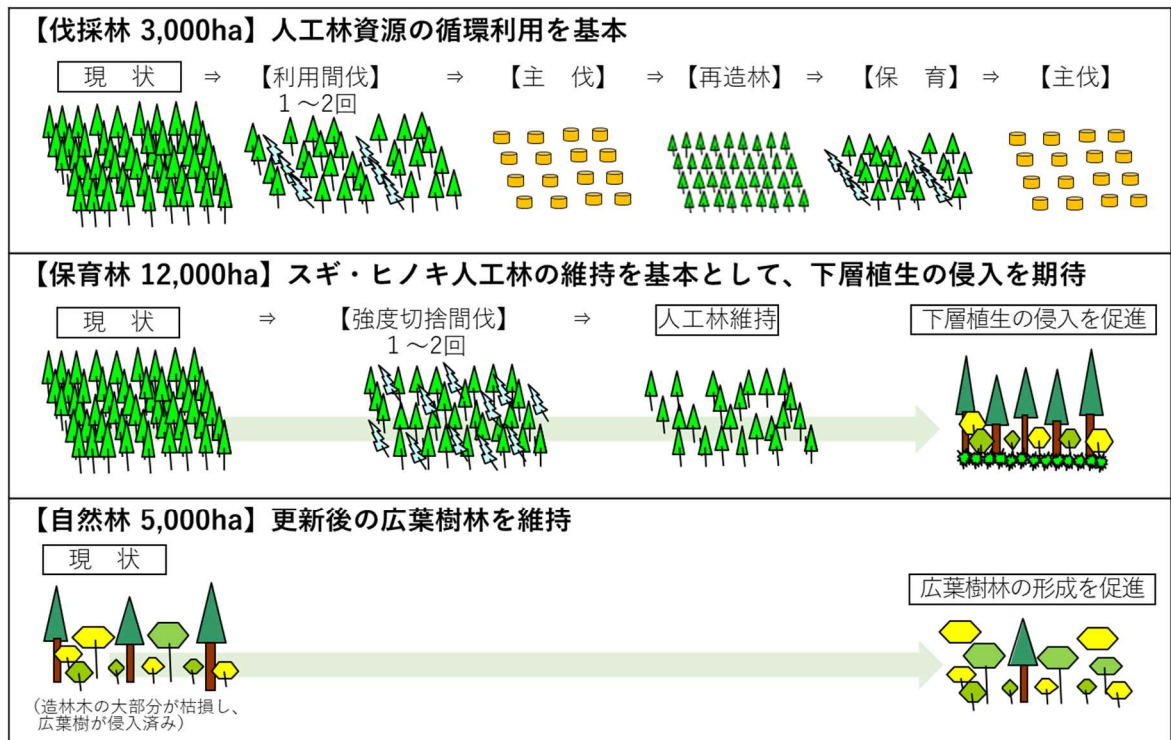 【伐採林 3,000ha】人工林資源の循環利用を基本
現　状 ⇒ 【利用間伐】 ⇒ 【主　伐】 ⇒ 【再造林】 ⇒ 【保　育】 ⇒ 【主伐】
１～2回
【保育林 12,000ha】スギ・ヒノキ人工林の維持を基本として、下層植生の侵入を期待
現　状 ⇒ 【強度切捨間伐】 ⇒ 人工林維持 下層植生の侵入を促進
１～2回
【自然林 5,000ha】更新後の広葉樹林を維持
現　状
広葉樹林の形成を促進
（造林木の大部分が枯損し、
広葉樹が侵入済み）